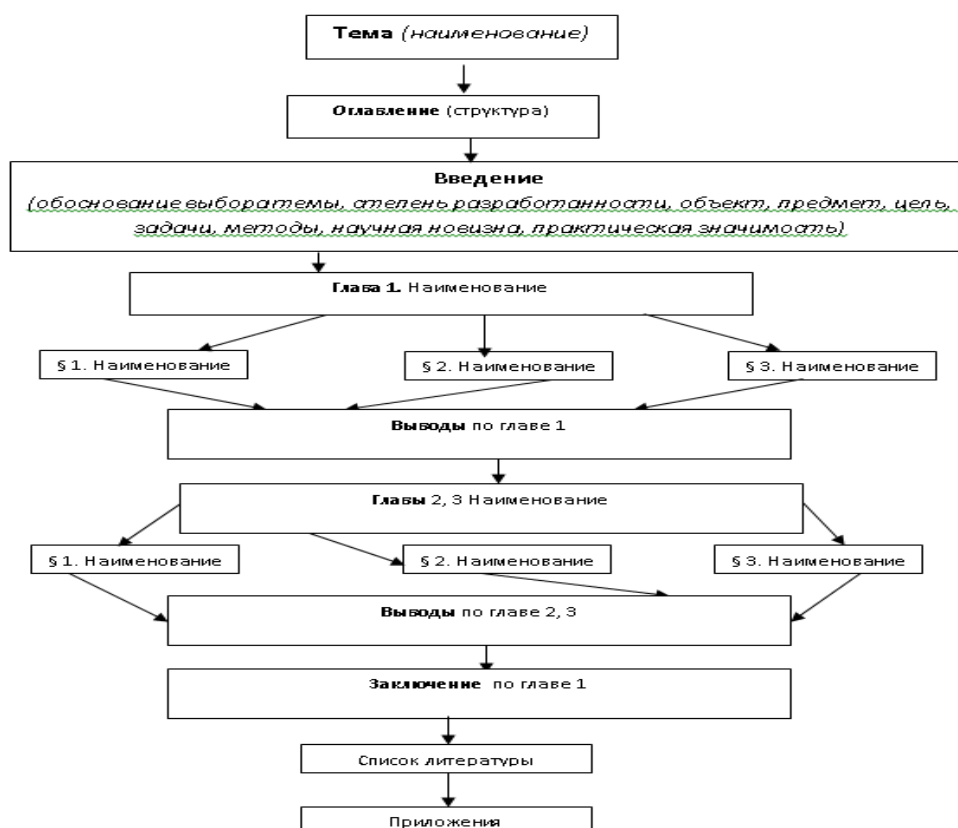 Тема (наименование)
Оглавление (структура)
Введение
(обоснование выбора темы, степень разработанности, объект, предмет, цель,
задачи, методы, научная новизна, практическая значимость)
Глава 1. Наименование
§ 1. Наименование
§ 2. Наименование
§ 3. Наименование
Выводы по главе 1
Главы 2, 3 Наименование
§ 1. Наименование
§ 2. Наименование
§ 3. Наименование
Выводы по главе 2, 3
Заключение по главе 1
Список литературы
Приложения